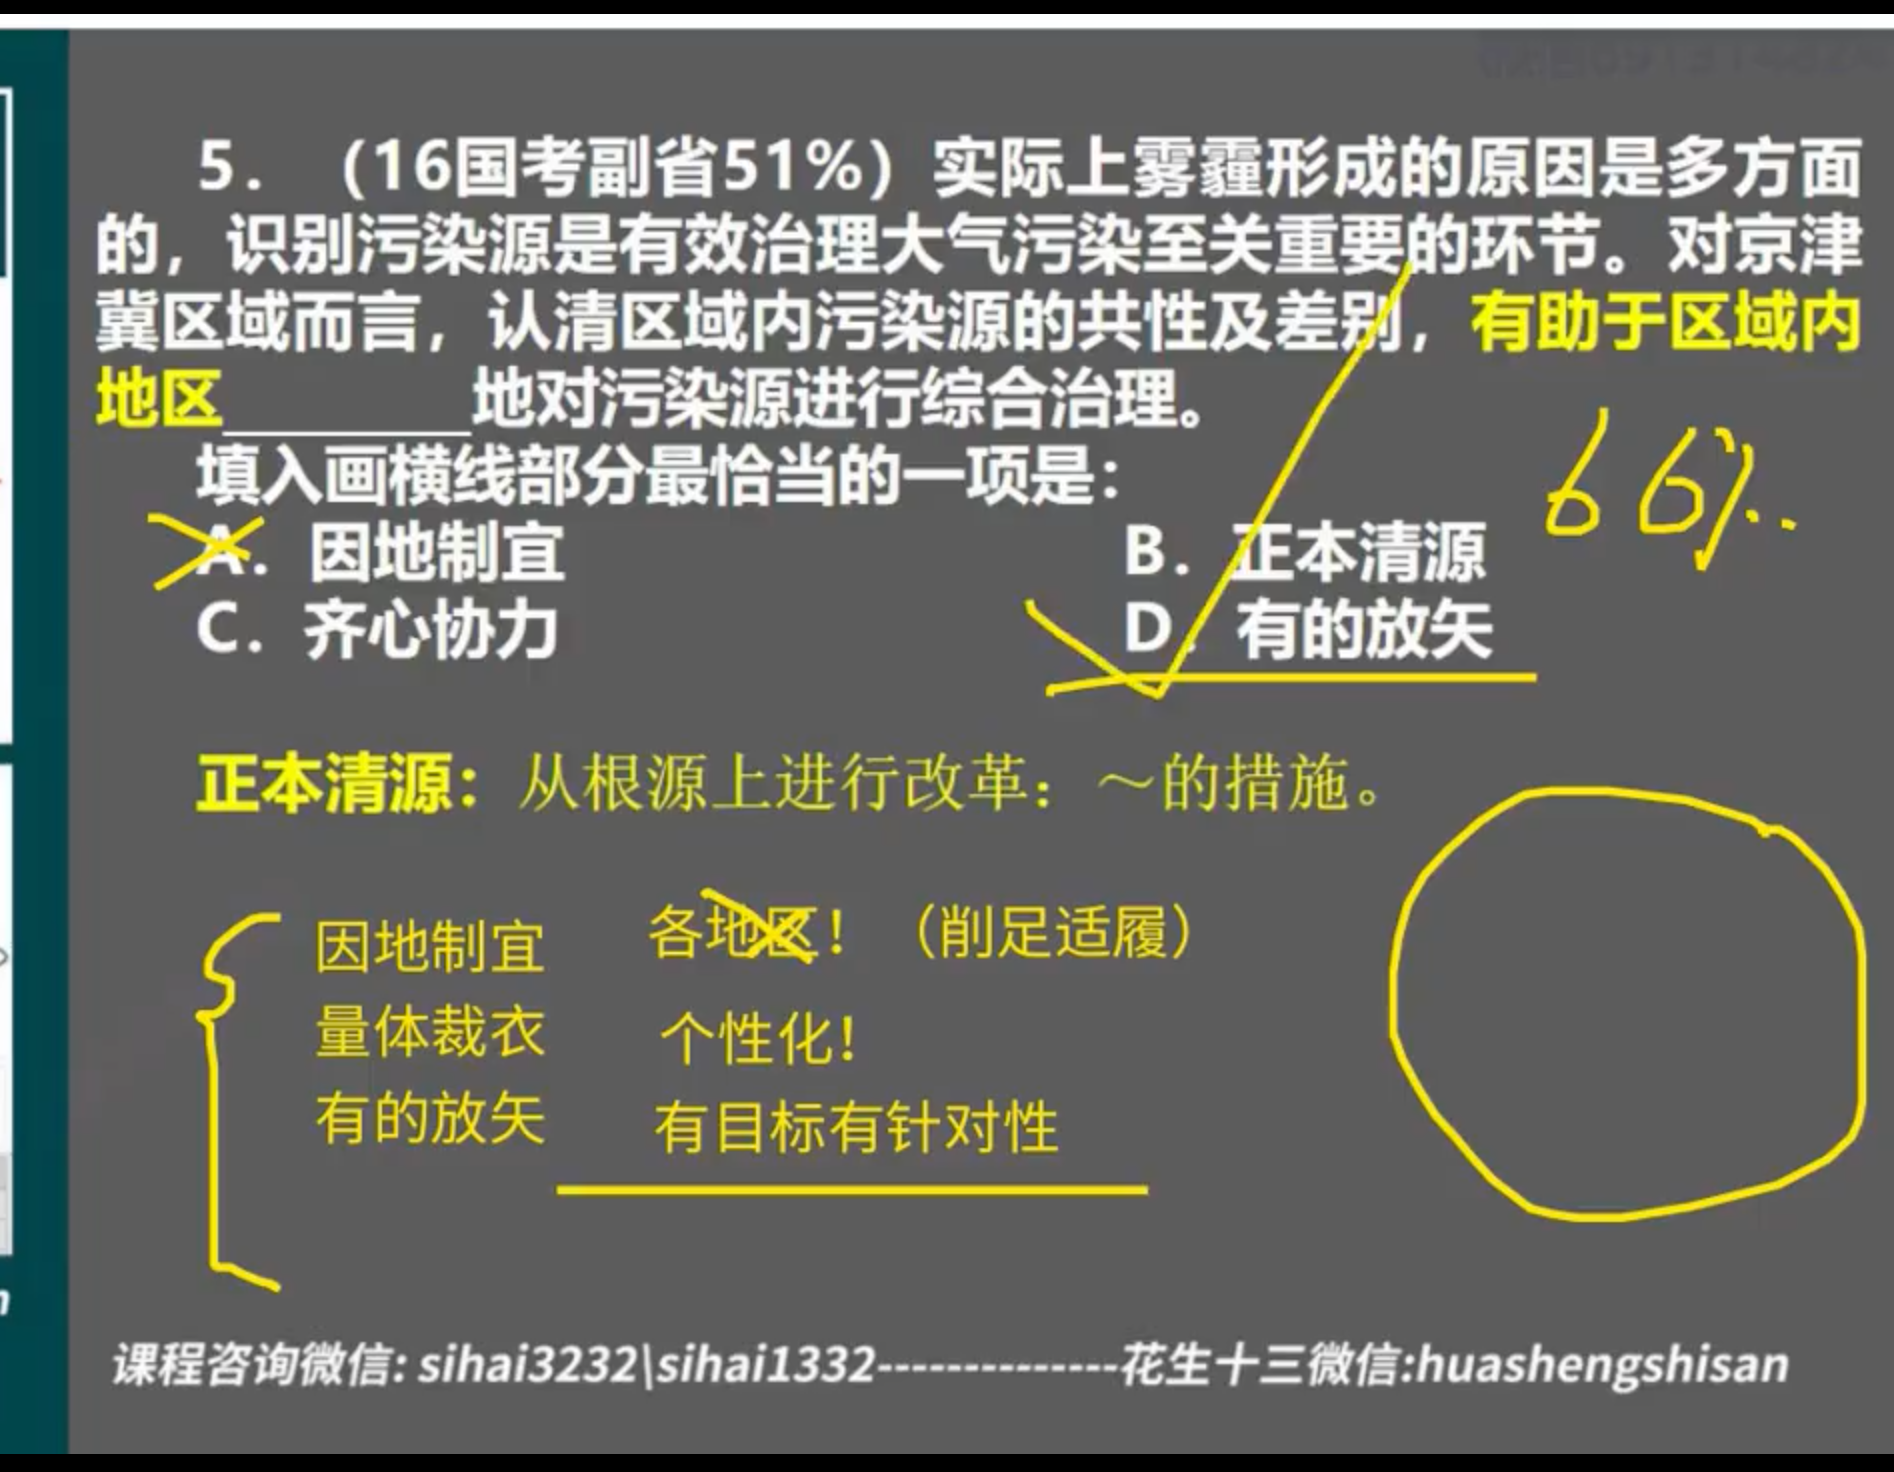 5. （16国考副省51%）实际上雾霾形成的原因是多方面
的，识别污染源是有效治理大气污染至关重要的环节。对京津
冀区域而言，认清区域内污染源的共性及差别，有助于区域内
地区________地对污染源进行综合治理。
66%..
填入画横线部分最恰当的一项是：
A. 因地制宜 B. 正本清源
C. 齐心协力 D. 有的放矢
正本清源：从根源上进行改革：～的措施。
因地制宜 各地区！（削足适履）
量体裁衣 个性化！
有的放矢 有目标有针对性
课程咨询微信: sihai3232\sihai1332--------------花生十三微信:huashengshisan